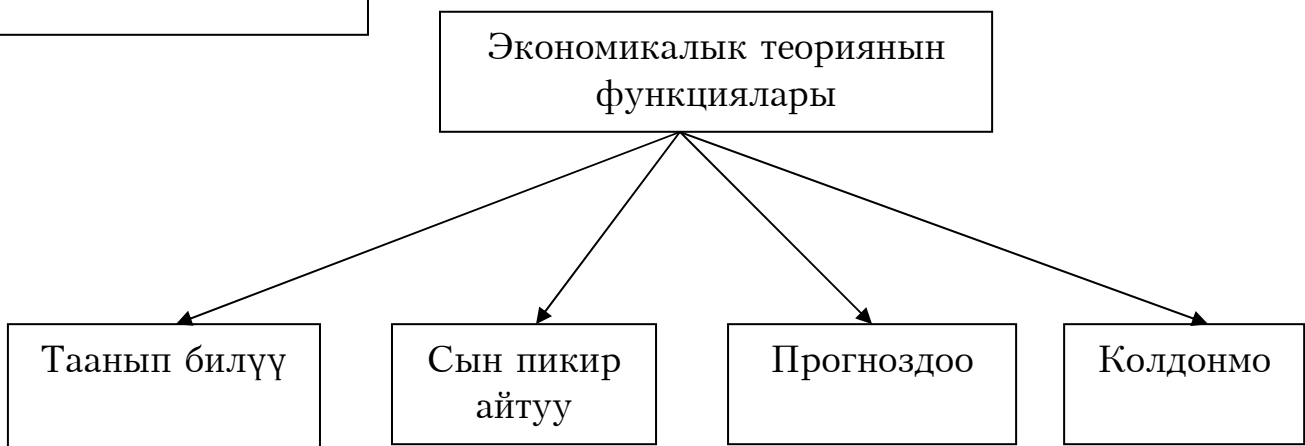 Экономикалык теориянын
функциялары
Таанып билүү
Сын пикир
айтуу
Прогноздоо
Колдонмо